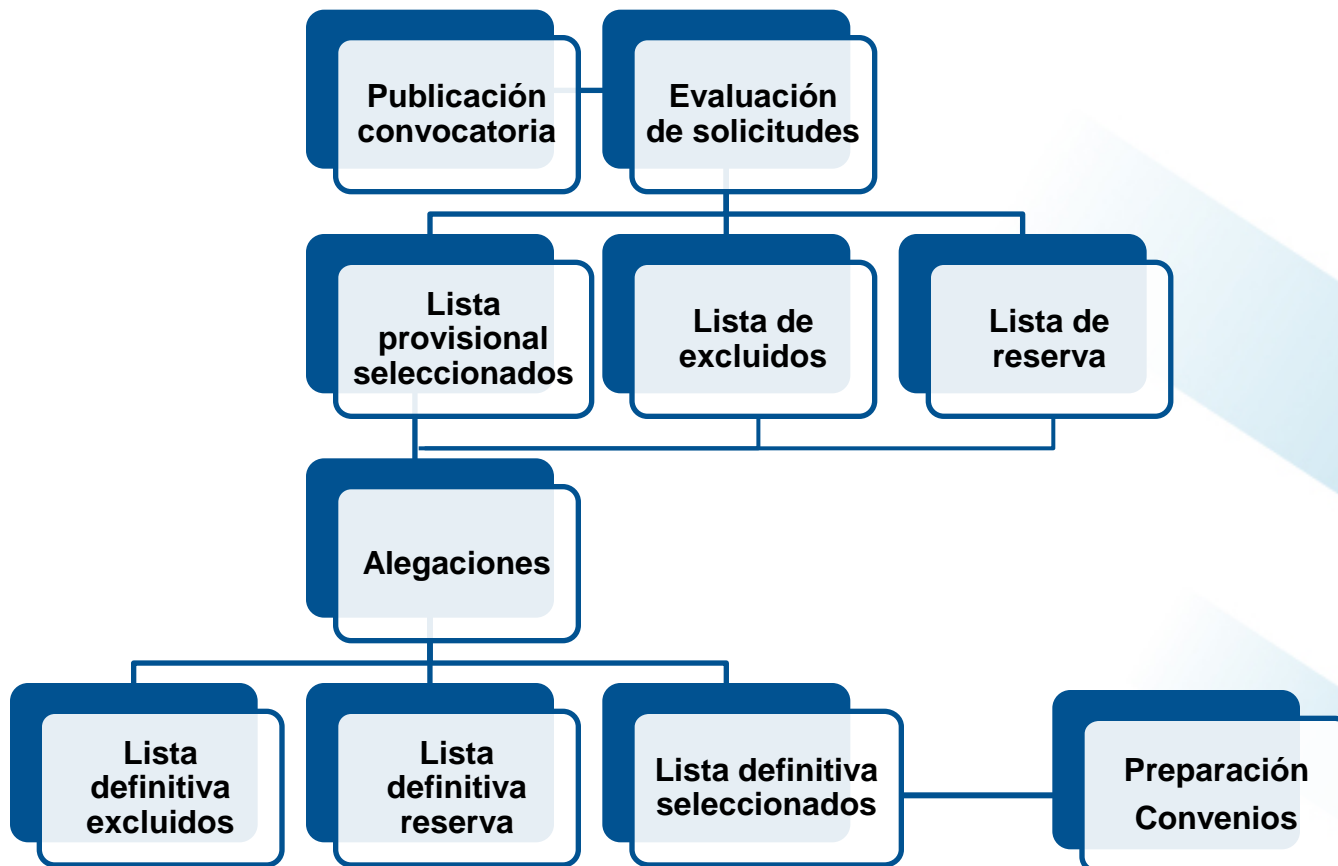 Publicación
convocatoria
Evaluación
de solicitudes
Lista
provisional
seleccionados
Lista de
excluidos
Lista de
reserva
Alegaciones
Lista
definitiva
excluidos
Lista
definitiva
reserva
Lista definitiva
seleccionados
Preparación
Convenios